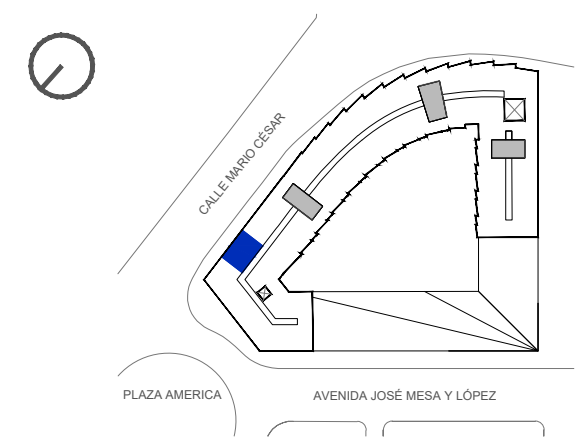 CALLE MARIO CÉSAR
PLAZA AMERICA
AVENIDA JOSÉ MESA Y LÓPEZ